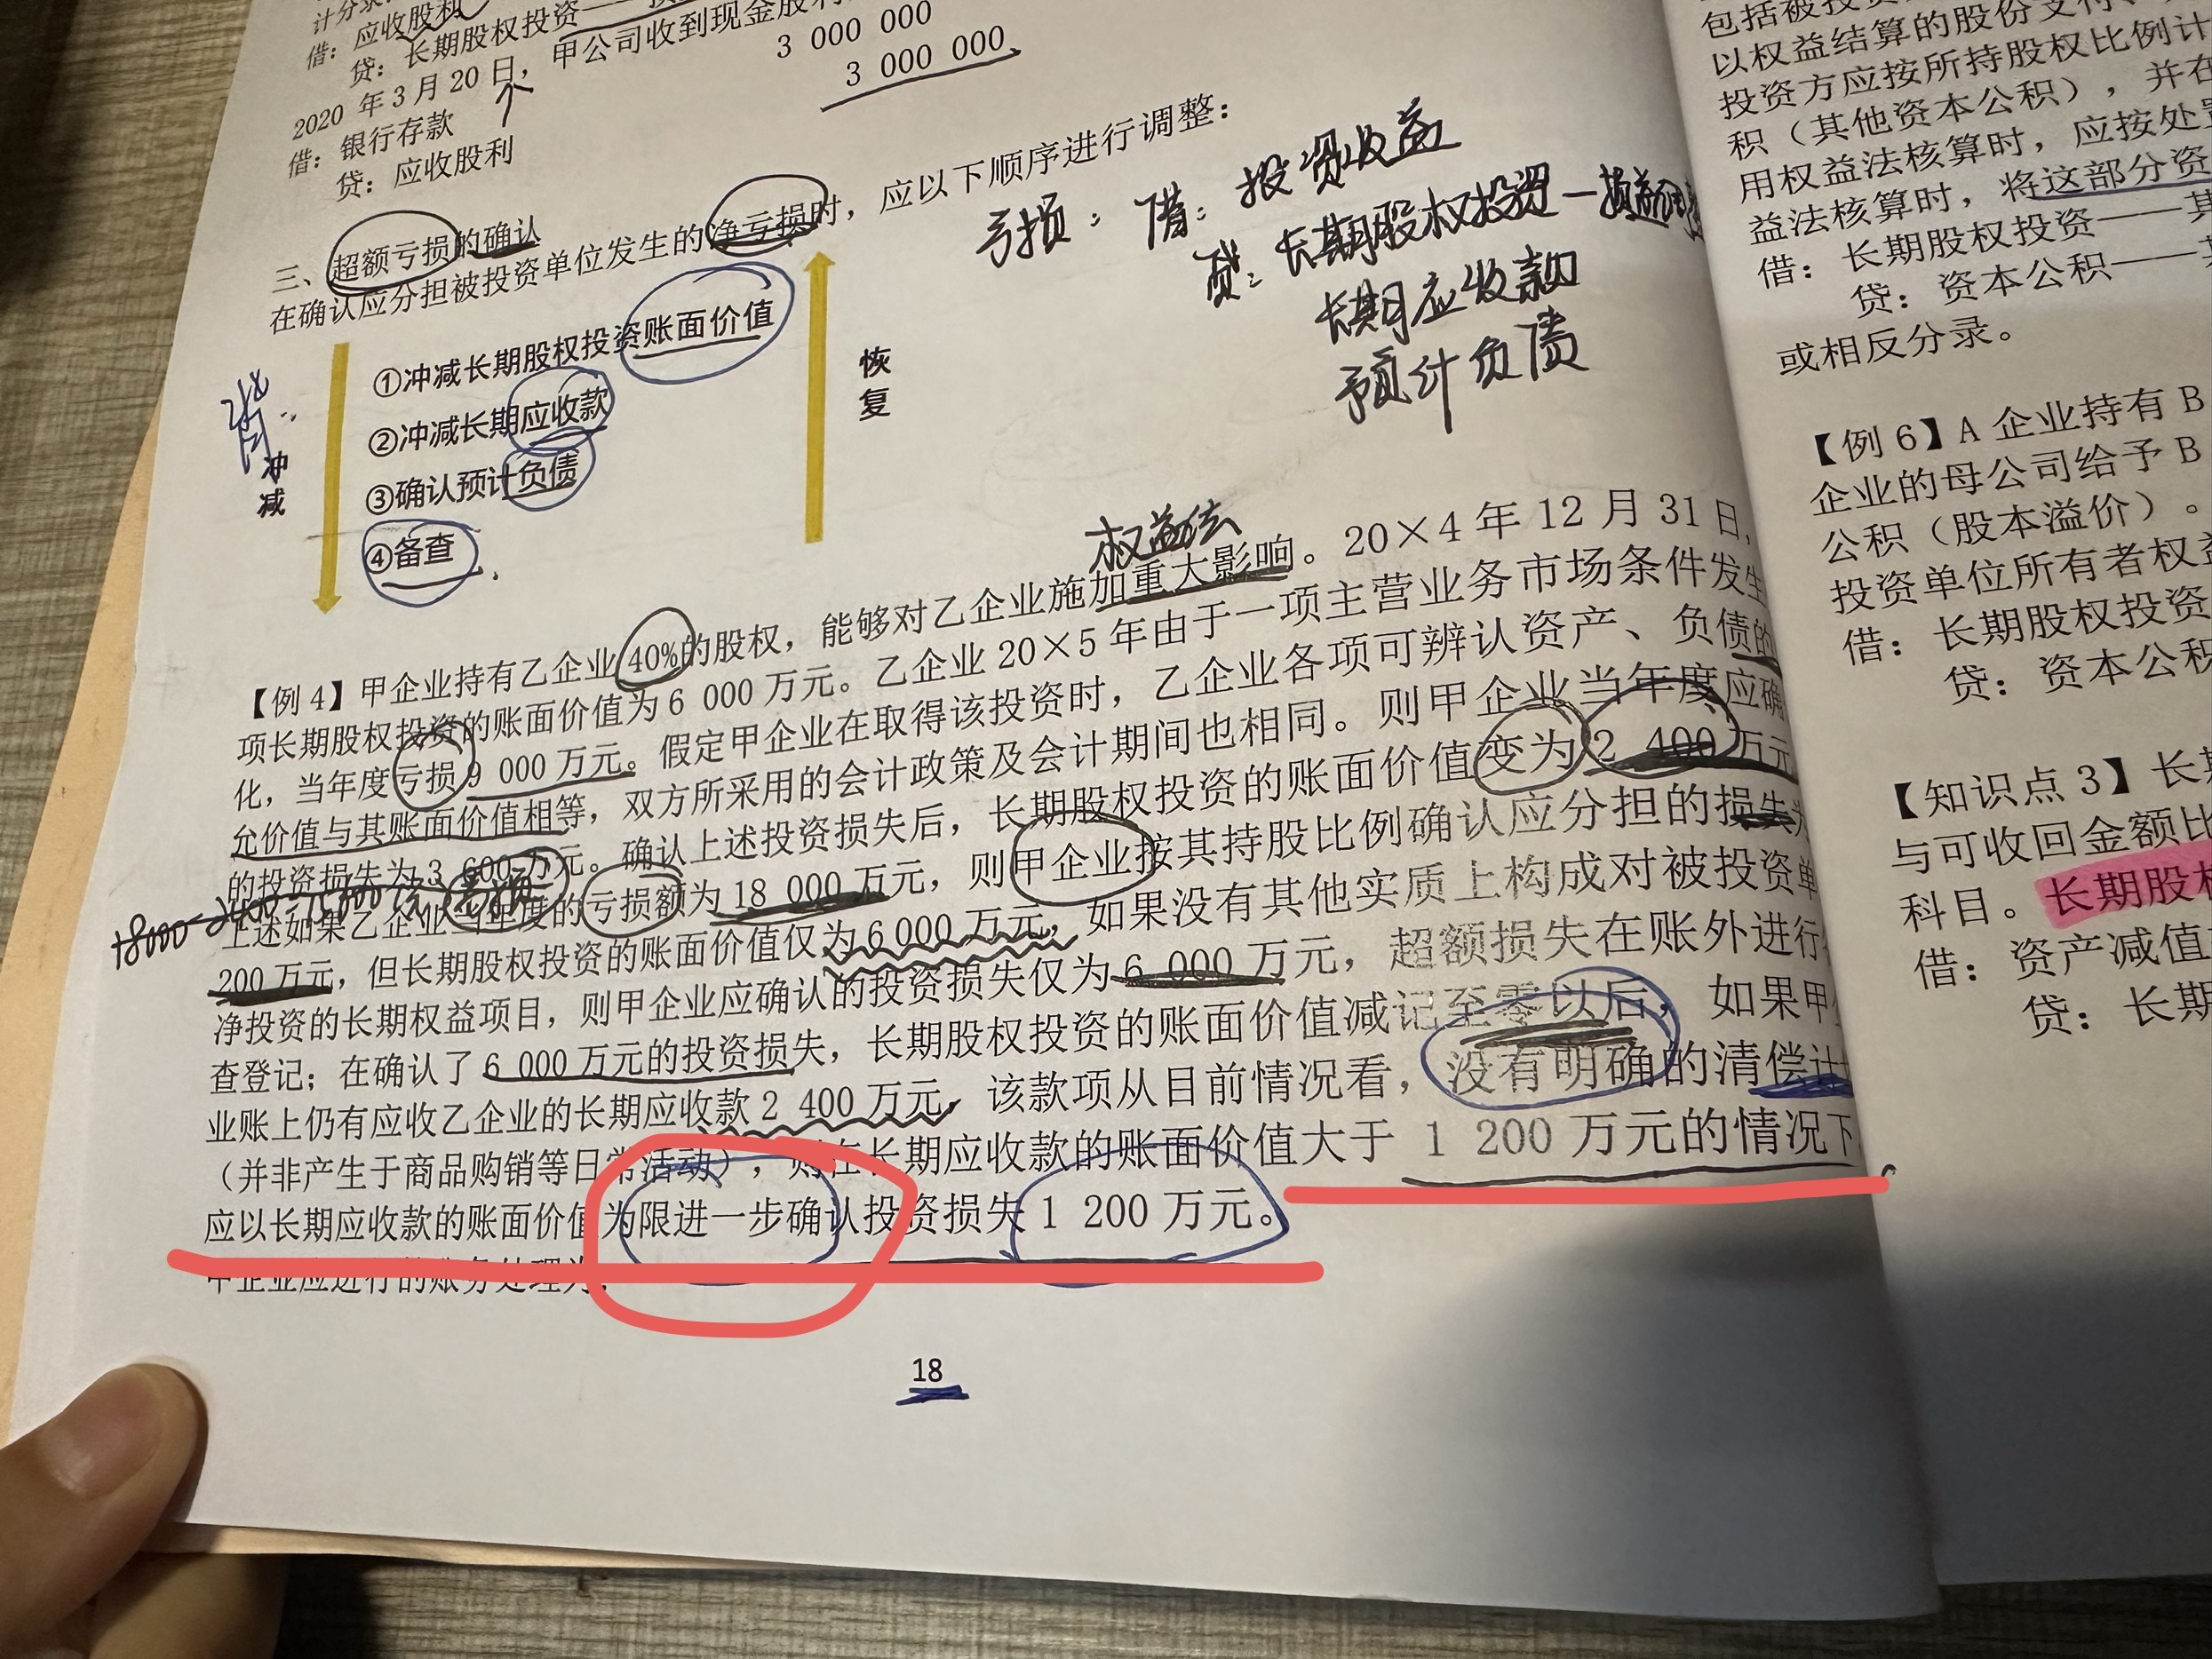 计分录:
借:应收股利
贷:长期股权投资——
2020 年 3 月 20 日,甲公司收到现金股利
借:银行存款 3 000 000
贷:应收股利 3 000 000
三、超额亏损的确认
在确认应分担被投资单位发生的净亏损时,应以下顺序进行调整:
亏损:借:投资收益
贷:长期股权投资—损益调整
长期应收款
预计负债
①冲减长期股权投资账面价值
②冲减长期应收款
③确认预计负债
④备查
冲减
恢复
权益法
【例 4】甲企业持有乙企业 40%的股权,能够对乙企业施加重大影响。20×4 年 12 月 31 日,
项长期股权投资的账面价值为 6 000 万元。乙企业 20×5 年由于一项主营业务市场条件发生
化,当年度亏损 9 000 万元。假定甲企业在取得该投资时,乙企业各项可辨认资产、负债的
允价值与其账面价值相等,双方所采用的会计政策及会计期间也相同。则甲企业当年度应确
的投资损失为 3 600 万元。确认上述投资损失后,长期股权投资的账面价值变为 2 400 万元
上述如果乙企业当年度的亏损额为 18 000 万元,则甲企业按其持股比例确认应分担的损失为
200 万元,但长期股权投资的账面价值仅为 6 000 万元,如果没有其他实质上构成对被投资单
净投资的长期权益项目,则甲企业应确认的投资损失仅为 6 000 万元,超额损失在账外进行
查登记;在确认了 6 000 万元的投资损失,长期股权投资的账面价值减记至零以后,如果甲
业账上仍有应收乙企业的长期应收款 2 400 万元,该款项从目前情况看,没有明确的清偿计
(并非产生于商品购销等日常活动),则在长期应收款的账面价值大于 1 200 万元的情况下
应以长期应收款的账面价值为限进一步确认投资损失 1 200 万元。
甲企业应进行的账务处理为:
18
包括被投
以权益结算的股份支付
投资方应按所持股权比例计
积(其他资本公积),并在
用权益法核算时,应按处置
益法核算时,将这部分资
借:长期股权投资——其
贷:资本公积——其
或相反分录。
【例 6】A 企业持有 B
企业的母公司给予 B
公积(股本溢价)。
投资单位所有者权益
借:长期股权投资
贷:资本公积
【知识点 3】长
与可收回金额比
科目。长期股权
借:资产减值
贷:长期